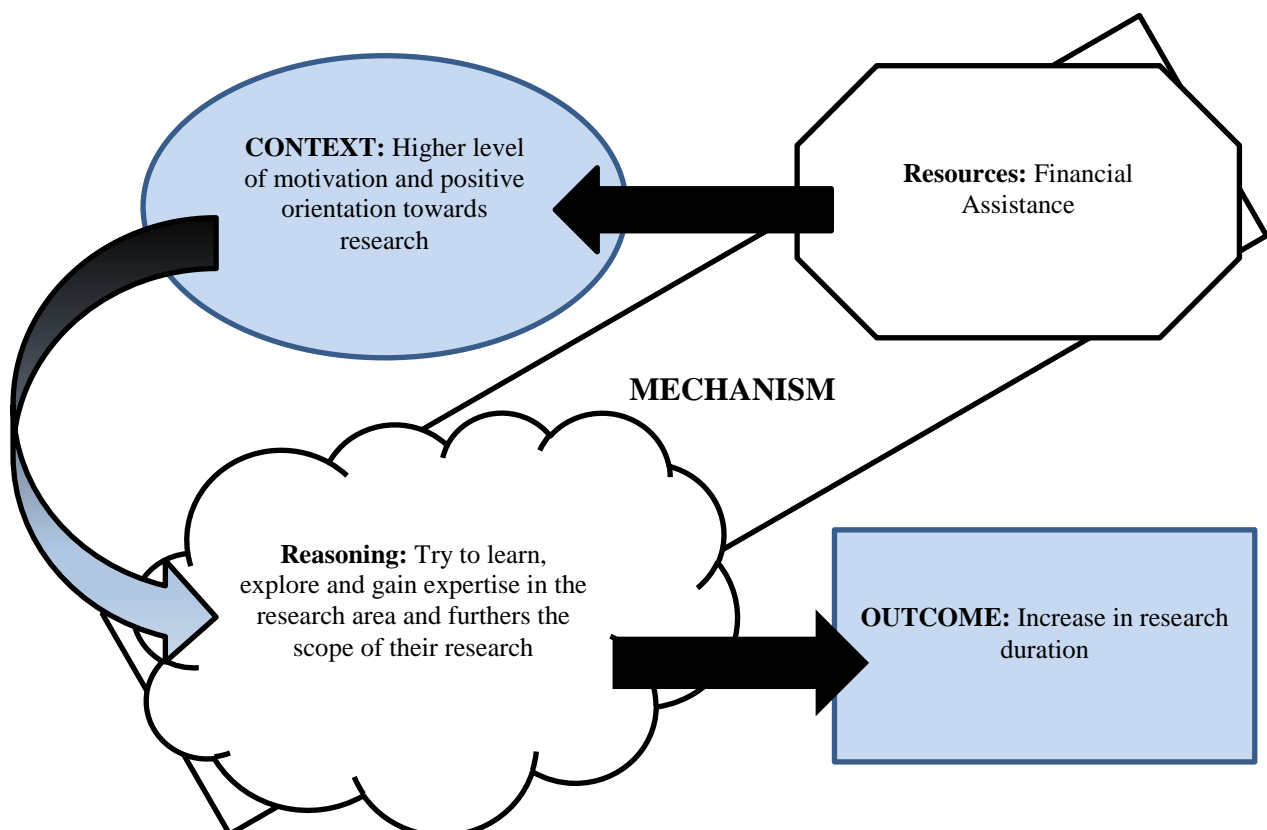 CONTEXT: Higher level
of motivation and positive
orientation towards
research
Resources: Financial
Assistance
MECHANISM
Reasoning: Try to learn,
explore and gain expertise in the
research area and furthers the
scope of their research
OUTCOME: Increase in research
duration